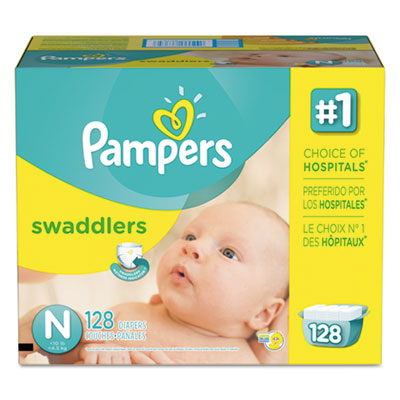 Pampers
swaddlers
#1
CHOICE OF
HOSPITALS*
PREFERIDO POR
LOS HOSPITALES*
LE CHOIX N° 1
DES HÔPITAUX*
N
128 DIAPERS
COUCHES•PAÑALES
128